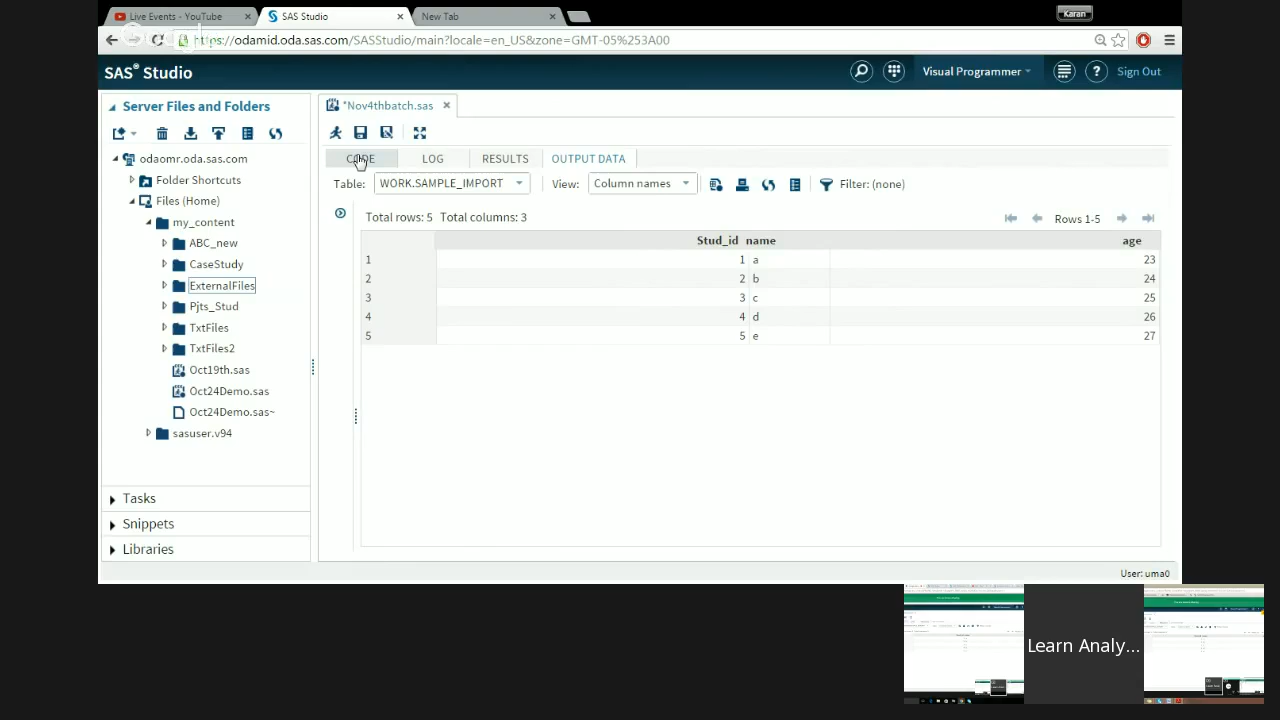 Live Events - YouTube
SAS Studio
New Tab
Karan
https://odamid.oda.sas.com/SASStudio/main?locale=en_US&zone=GMT-05%253A00
SAS® Studio
Visual Programmer
Sign Out
Server Files and Folders
*Nov4thbatch.sas
odaomr.oda.sas.com
Folder Shortcuts
Files (Home)
my_content
ABC_new
CaseStudy
ExternalFiles
Pjts_Stud
TxtFiles
TxtFiles2
Oct19th.sas
Oct24Demo.sas
Oct24Demo.sas~
sasuser.v94
Tasks
Snippets
Libraries
CODE
LOG
RESULTS
OUTPUT DATA
Table: WORK.SAMPLE_IMPORT
View: Column names
Filter: (none)
Total rows: 5 Total columns: 3
Rows 1-5
Stud_id name age
1 1 a 23
2 2 b 24
3 3 c 25
4 4 d 26
5 5 e 27
User: uma0
Learn Analy...